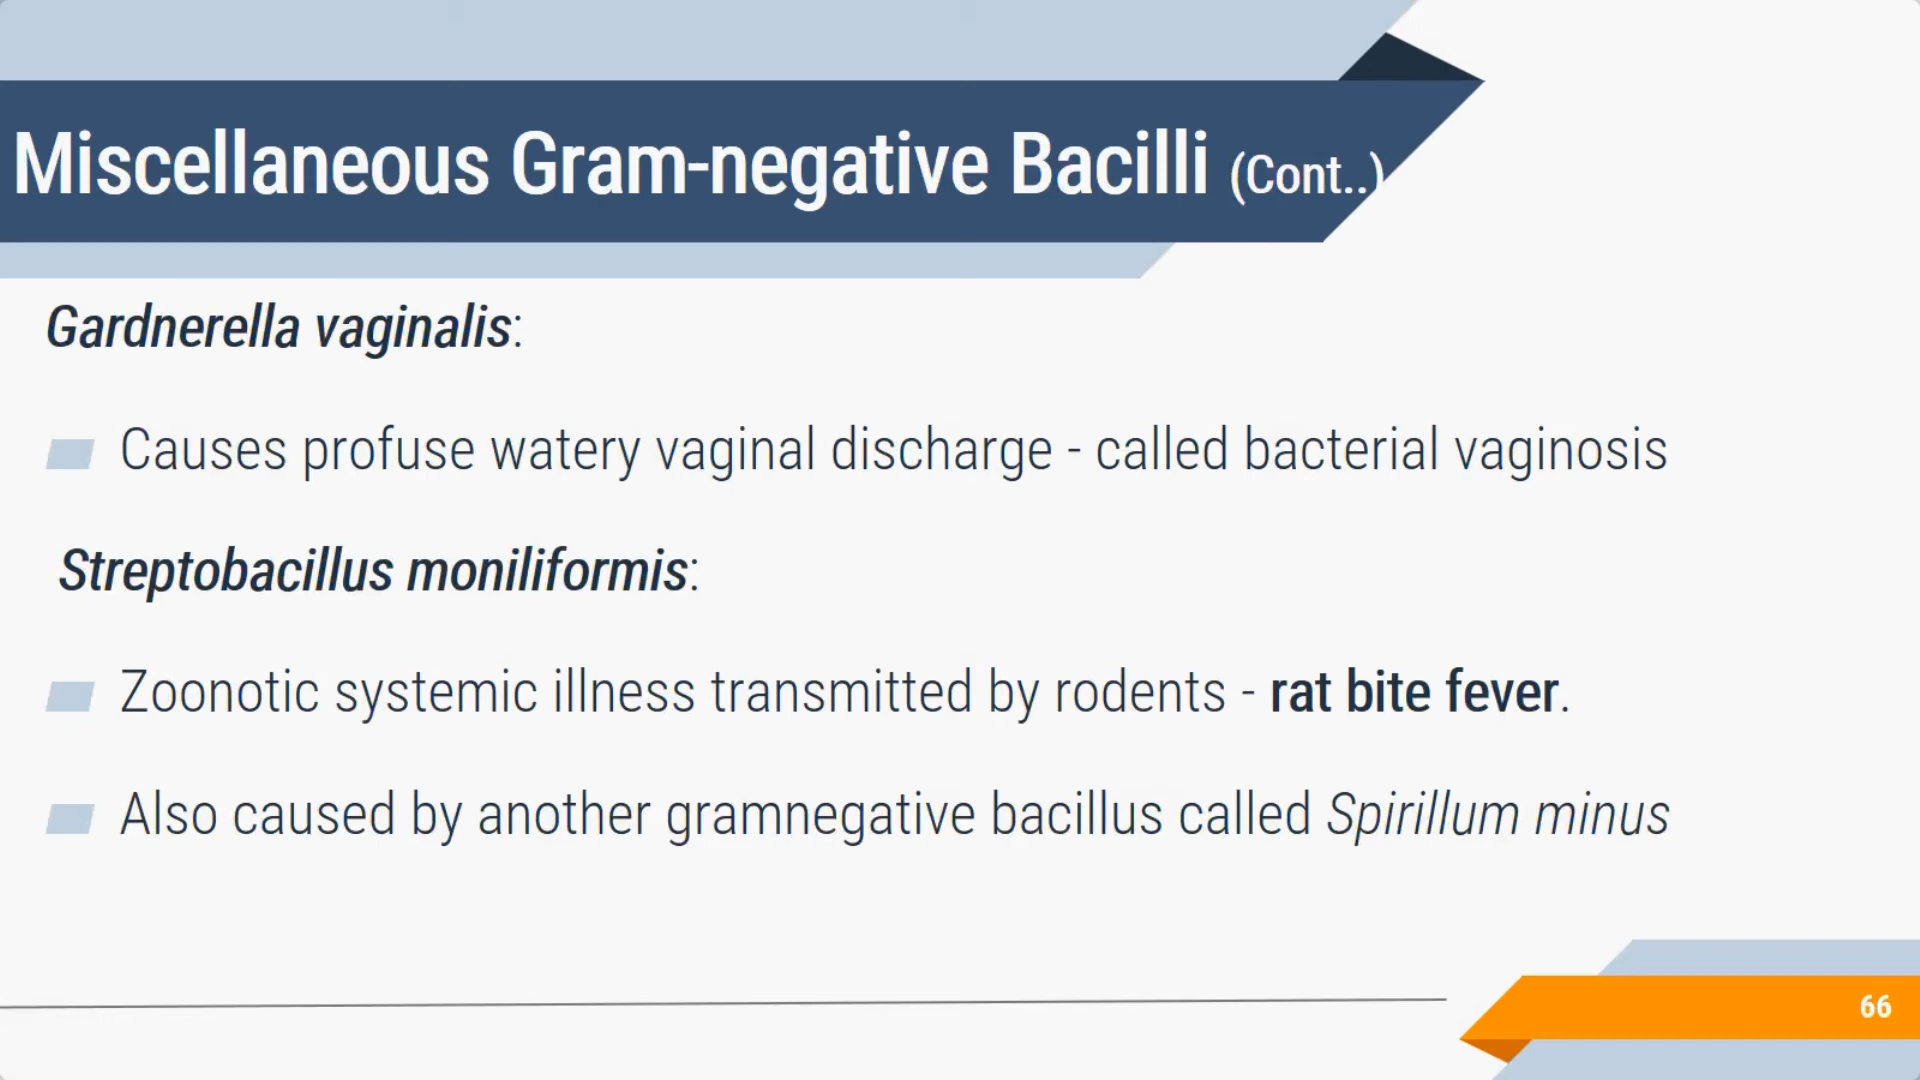 Miscellaneous Gram-negative Bacilli (Cont..)
Gardnerella vaginalis:
Causes profuse watery vaginal discharge - called bacterial vaginosis
Streptobacillus moniliformis:
Zoonotic systemic illness transmitted by rodents - rat bite fever.
Also caused by another gramnegative bacillus called Spirillum minus
66